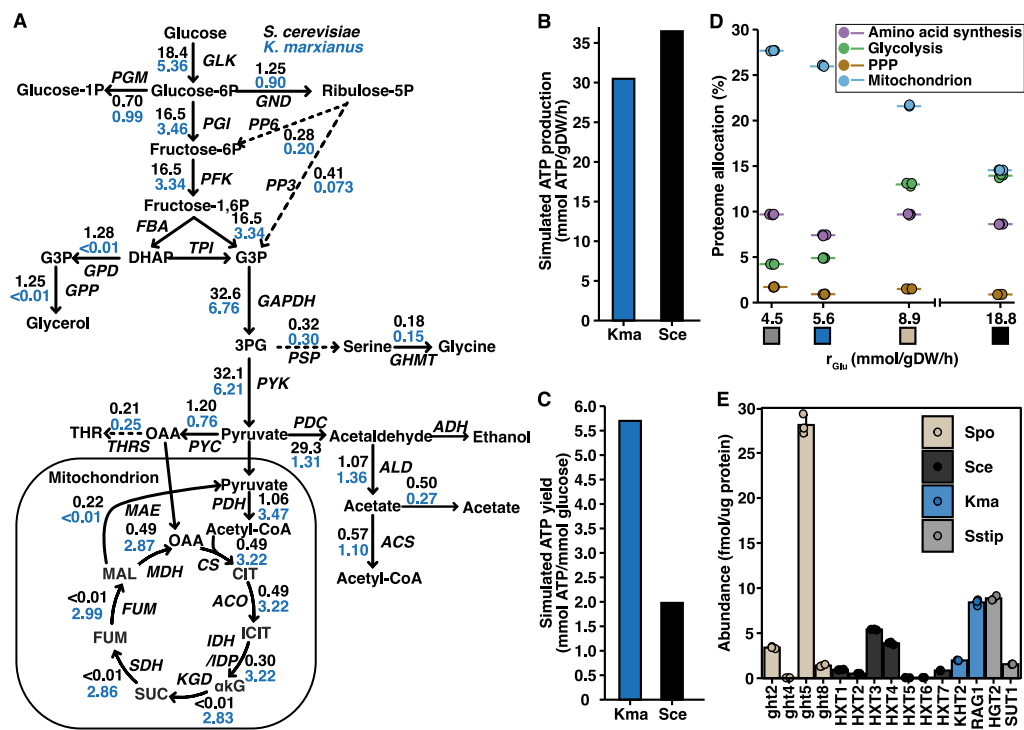 A
Glucose
S. cerevisiae
K. marxianus
18.4
5.36
GLK
PGM
1.25
0.90
Glucose-1P
Glucose-6P
Ribulose-5P
GND
0.70
0.99
16.5
3.46
PGI
PP6
0.28
0.20
Fructose-6P
16.5
3.34
PFK
PP3
0.41
0.073
Fructose-1,6P
FBA
16.5
3.34
1.28
<0.01
TPI
G3P
DHAP
G3P
GPD
1.25
<0.01
GPP
Glycerol
32.6
6.76
GAPDH
0.32
0.30
0.18
0.15
3PG
Serine
Glycine
PSP
GHMT
32.1
6.21
PYK
0.21
0.25
1.20
0.76
PDC
ADH
THR
OAA
Pyruvate
Acetaldehyde
Ethanol
THRS
PYC
29.3
1.31
1.07
1.36
ALD
Mitochondrion
Pyruvate
0.22
<0.01
MAE
PDH
1.06
3.47
Acetate
0.50
0.27
Acetate
0.49
2.87
OAA
Acetyl-CoA
0.49
3.22
0.57
1.10
ACS
MAL
MDH
CS
CIT
Acetyl-CoA
<0.01
2.99
FUM
ACO
0.49
3.22
FUM
ICIT
IDH
/IDP
0.30
3.22
SDH
KGD
<0.01
2.86
SUC
αkG
<0.01
2.83
B
Simulated ATP production
(mmol ATP/gDW/h)
35
30
25
20
15
10
5
0
Kma
Sce
C
Simulated ATP yield
(mmol ATP/mmol glucose)
6.0
5.5
5.0
4.5
4.0
3.5
3.0
2.5
2.0
1.5
1.0
0.5
0.0
Kma
Sce
D
Proteome allocation (%)
30
25
20
15
10
5
0
Amino acid synthesis
Glycolysis
PPP
Mitochondrion
4.5
5.6
8.9
18.8
rGlu (mmol/gDW/h)
E
Abundance (fmol/ug protein)
30
25
20
15
10
5
0
Spo
Sce
Kma
Sstip
ght2
ght4
ght5
ght8
HXT1
HXT2
HXT3
HXT4
HXT5
HXT6
HXT7
KHT2
RAG1
HGT2
SUT1